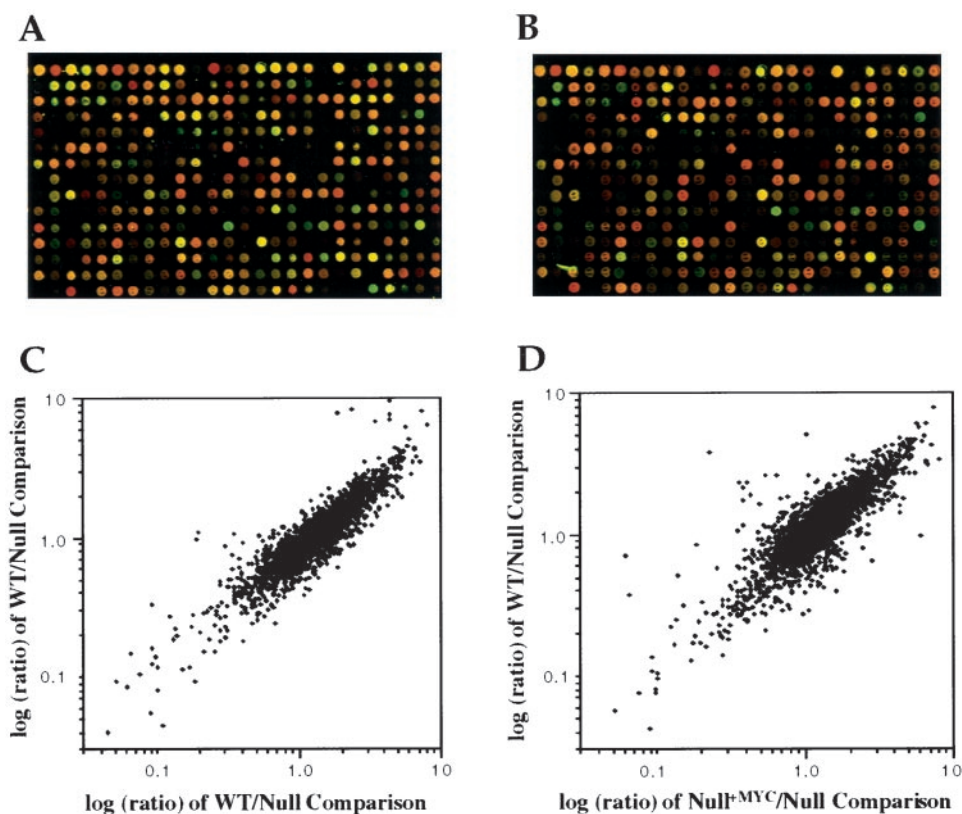 A
B
C
D
10
1.0
0.1
log (ratio) of WT/Null Comparison
0.1
1.0
10
log (ratio) of WT/Null Comparison
10
1.0
0.1
log (ratio) of WT/Null Comparison
0.1
1.0
10
log (ratio) of Null+MYC/Null Comparison